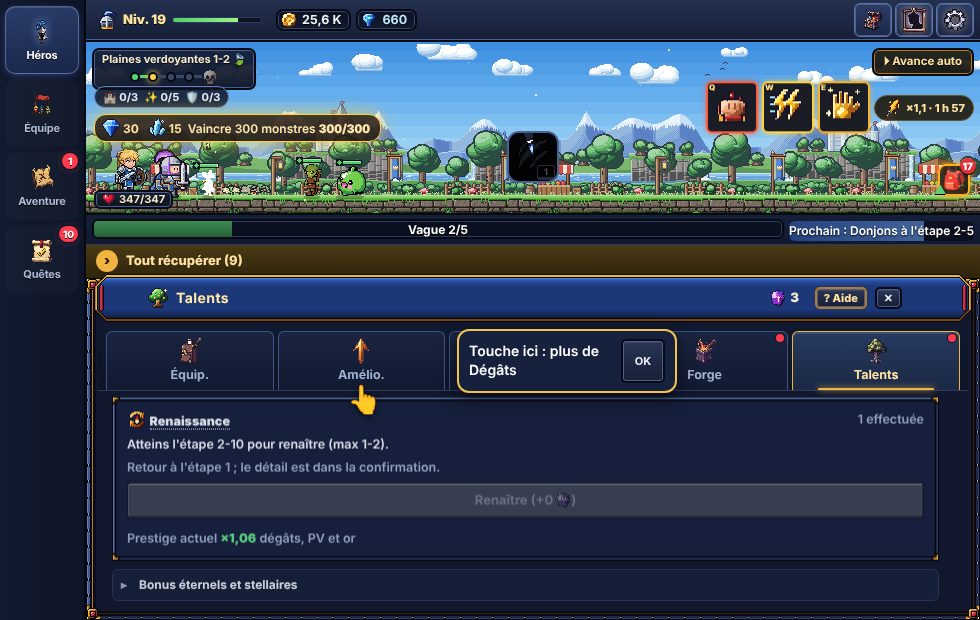 Niv. 19
25,6 K
660
Héros
Plaines verdoyantes 1-2
Avance auto
0/3 0/5 0/3
Q
W
E
×1,1 · 1 h 57
30 15 Vaincre 300 monstres 300/300
Équipe
1
1
17
Aventure
347/347
10
Vague 2/5
Prochain : Donjons à l'étape 2-5
Quêtes
Tout récupérer (9)
Talents
3
? Aide
×
Touche ici : plus de
Dégâts
OK
Équip.
Amélio.
Forge
Talents
Renaissance
1 effectuée
Atteins l'étape 2-10 pour renaître (max 1-2).
Retour à l'étape 1 ; le détail est dans la confirmation.
Renaître (+0 )
Prestige actuel ×1,06 dégâts, PV et or
Bonus éternels et stellaires